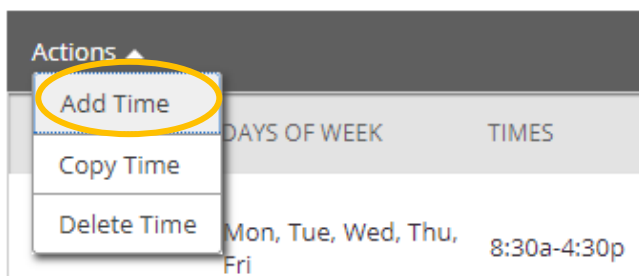 Actions
Add Time
DAYS OF WEEK
TIMES
Copy Time
Delete Time
Mon, Tue, Wed, Thu,
Fri
8:30a-4:30p